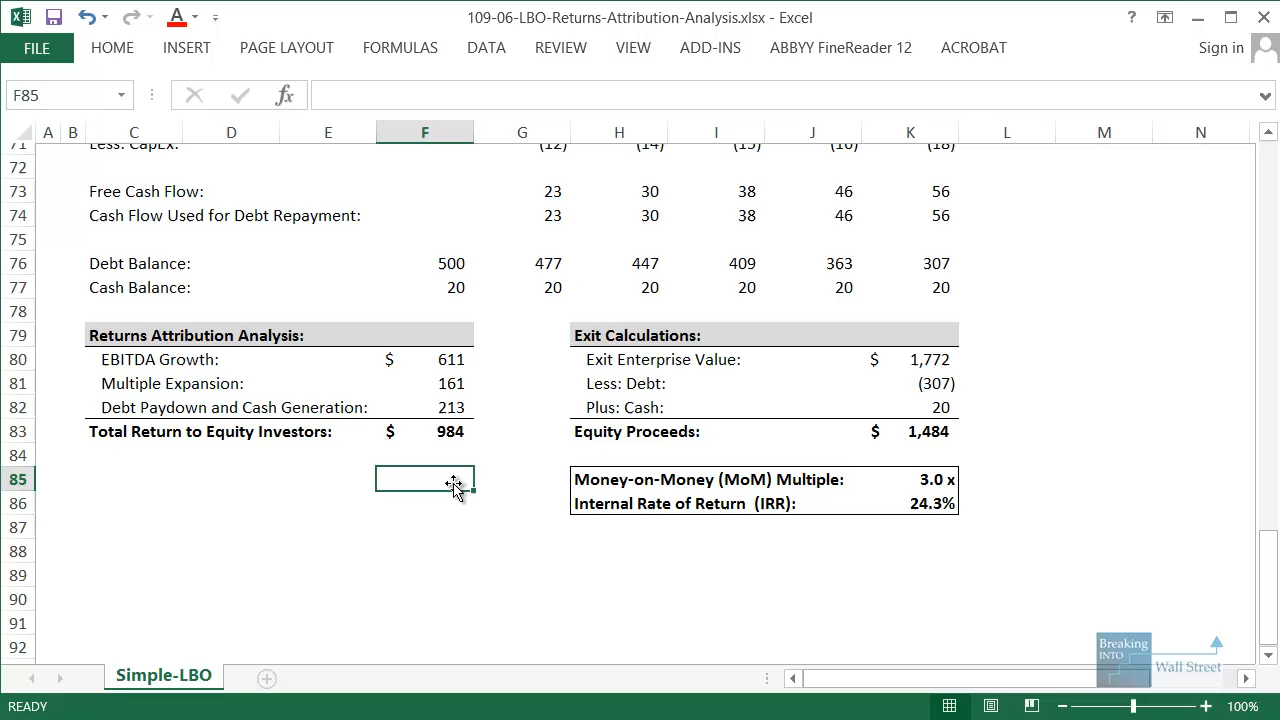 109-06-LBO-Returns-Attribution-Analysis.xlsx - Excel
FILE HOME INSERT PAGE LAYOUT FORMULAS DATA REVIEW VIEW ADD-INS ABBYY FineReader 12 ACROBAT Sign in
F85 fx
A B C D E F G H I J K L M N
71 Less: CapEx: (12) (14) (15) (16) (18)
72
73 Free Cash Flow: 23 30 38 46 56
74 Cash Flow Used for Debt Repayment: 23 30 38 46 56
75
76 Debt Balance: 500 477 447 409 363 307
77 Cash Balance: 20 20 20 20 20 20
78
79 Returns Attribution Analysis: Exit Calculations:
80 EBITDA Growth: $ 611 Exit Enterprise Value: $ 1,772
81 Multiple Expansion: 161 Less: Debt: (307)
82 Debt Paydown and Cash Generation: 213 Plus: Cash: 20
83 Total Return to Equity Investors: $ 984 Equity Proceeds: $ 1,484
84
85 Money-on-Money (MoM) Multiple: 3.0 x
86 Internal Rate of Return (IRR): 24.3%
87
88
89
90
91
92
Breaking
INTO
Wall Street
Simple-LBO
READY 100%